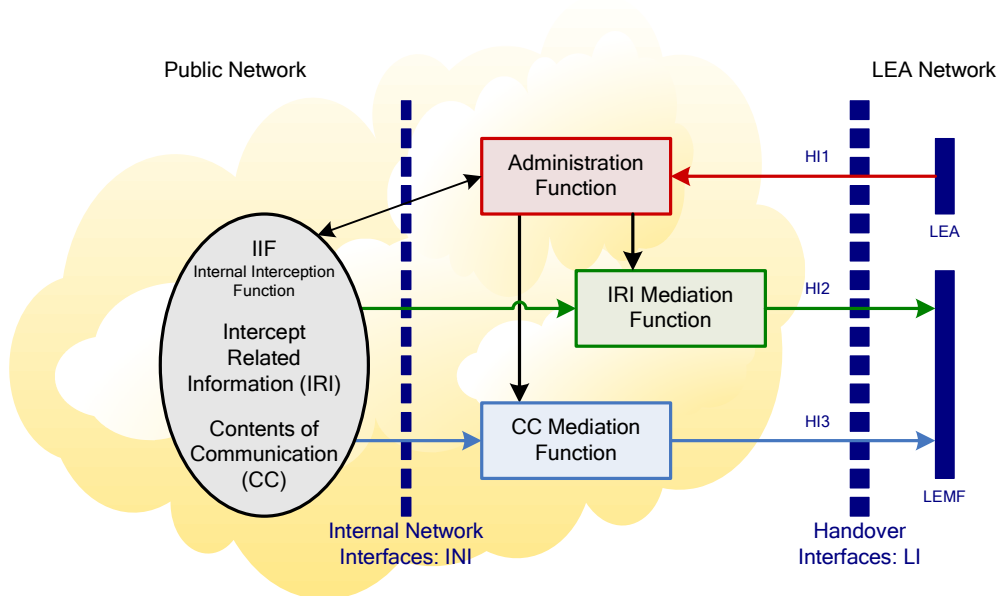 Public Network
LEA Network
Administration
Function
HI1
LEA
IIF
Internal Interception
Function
Intercept
Related
Information (IRI)
Contents of
Communication
(CC)
IRI Mediation
Function
HI2
CC Mediation
Function
HI3
LEMF
Internal Network
Interfaces: INI
Handover
Interfaces: LI